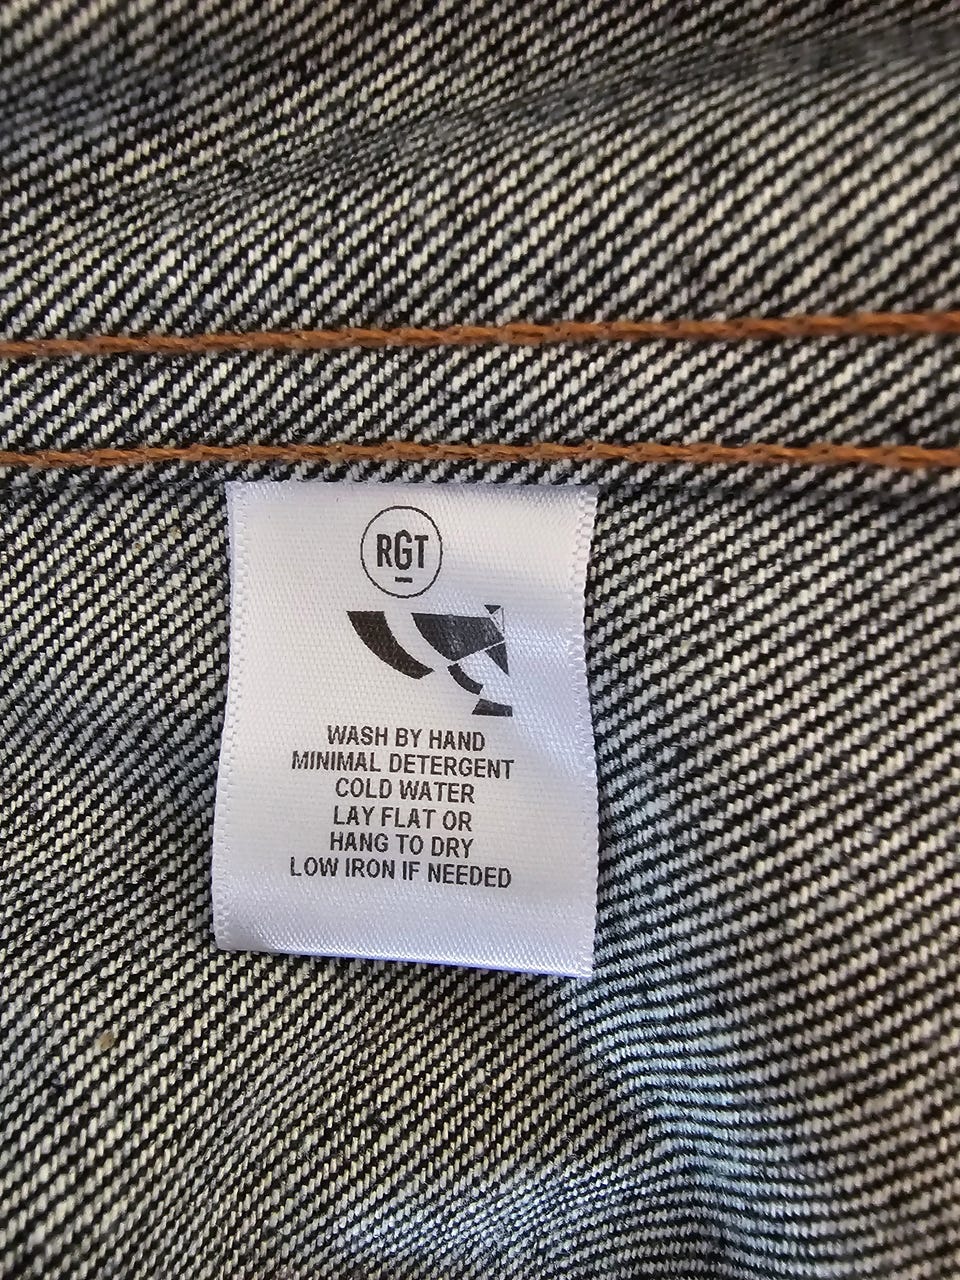 RGT
WASH BY HAND
MINIMAL DETERGENT
COLD WATER
LAY FLAT OR
HANG TO DRY
LOW IRON IF NEEDED